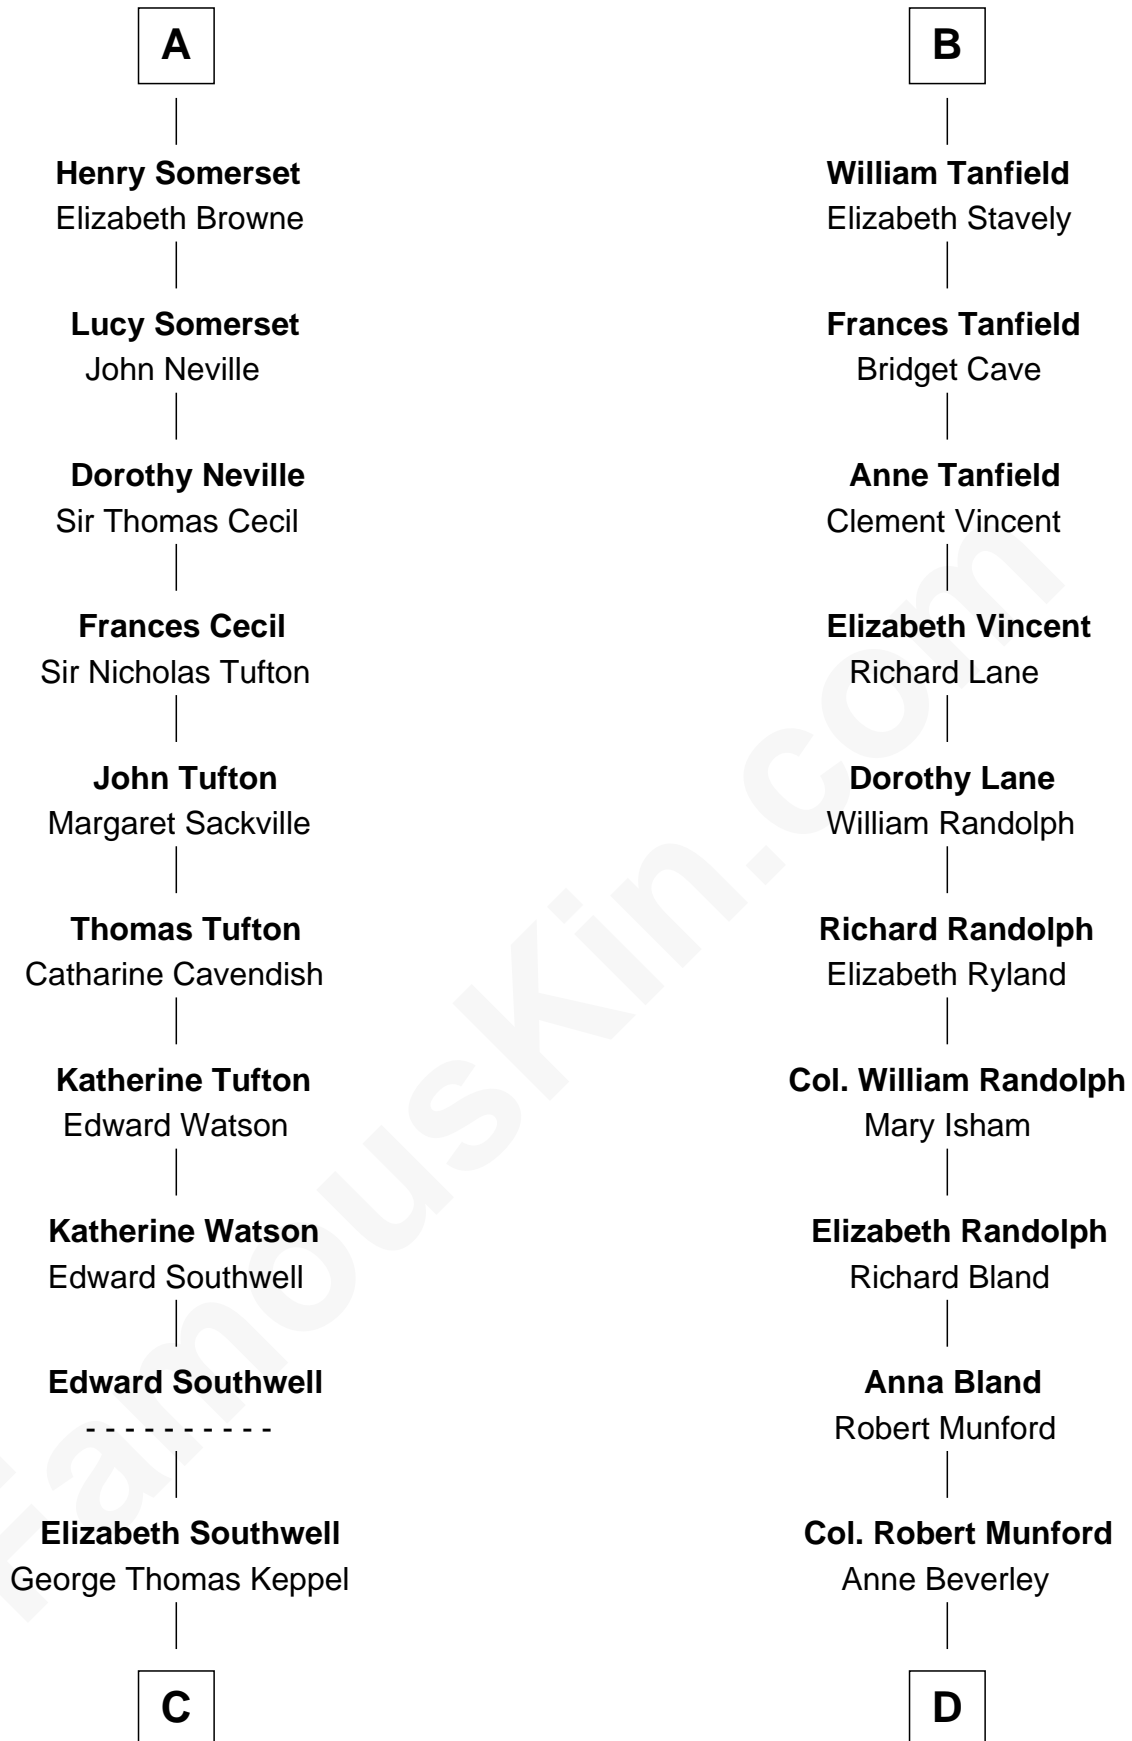 A
Henry Somerset
Elizabeth Browne
Lucy Somerset
John Neville
Dorothy Neville
Sir Thomas Cecil
Frances Cecil
Sir Nicholas Tufton
John Tufton
Margaret Sackville
Thomas Tufton
Catharine Cavendish
Katherine Tufton
Edward Watson
Katherine Watson
Edward Southwell
Edward Southwell
- - - - - - - - - -
Elizabeth Southwell
George Thomas Keppel
C
B
William Tanfield
Elizabeth Stavely
Frances Tanfield
Bridget Cave
Anne Tanfield
Clement Vincent
Elizabeth Vincent
Richard Lane
Dorothy Lane
William Randolph
Richard Randolph
Elizabeth Ryland
Col. William Randolph
Mary Isham
Elizabeth Randolph
Richard Bland
Anna Bland
Robert Munford
Col. Robert Munford
Anne Beverley
D
FamousKin.com